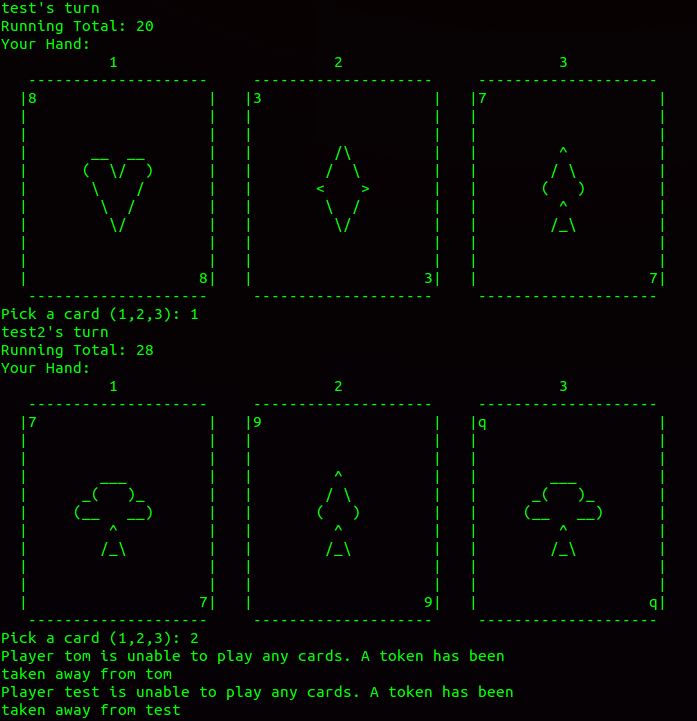 test's turn
Running Total: 20
Your Hand:
1 2 3
8 3 7
8 3 7
Pick a card (1,2,3): 1
test2's turn
Running Total: 28
Your Hand:
1 2 3
7 9 q
7 9 q
Pick a card (1,2,3): 2
Player tom is unable to play any cards. A token has been
taken away from tom
Player test is unable to play any cards. A token has been
taken away from test